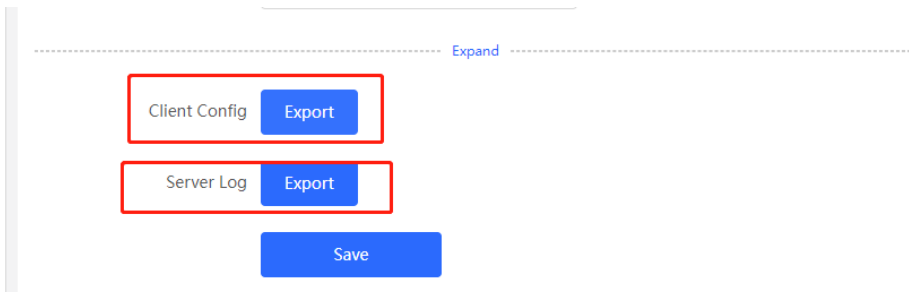 Expand
Client Config Export
Server Log Export
Save